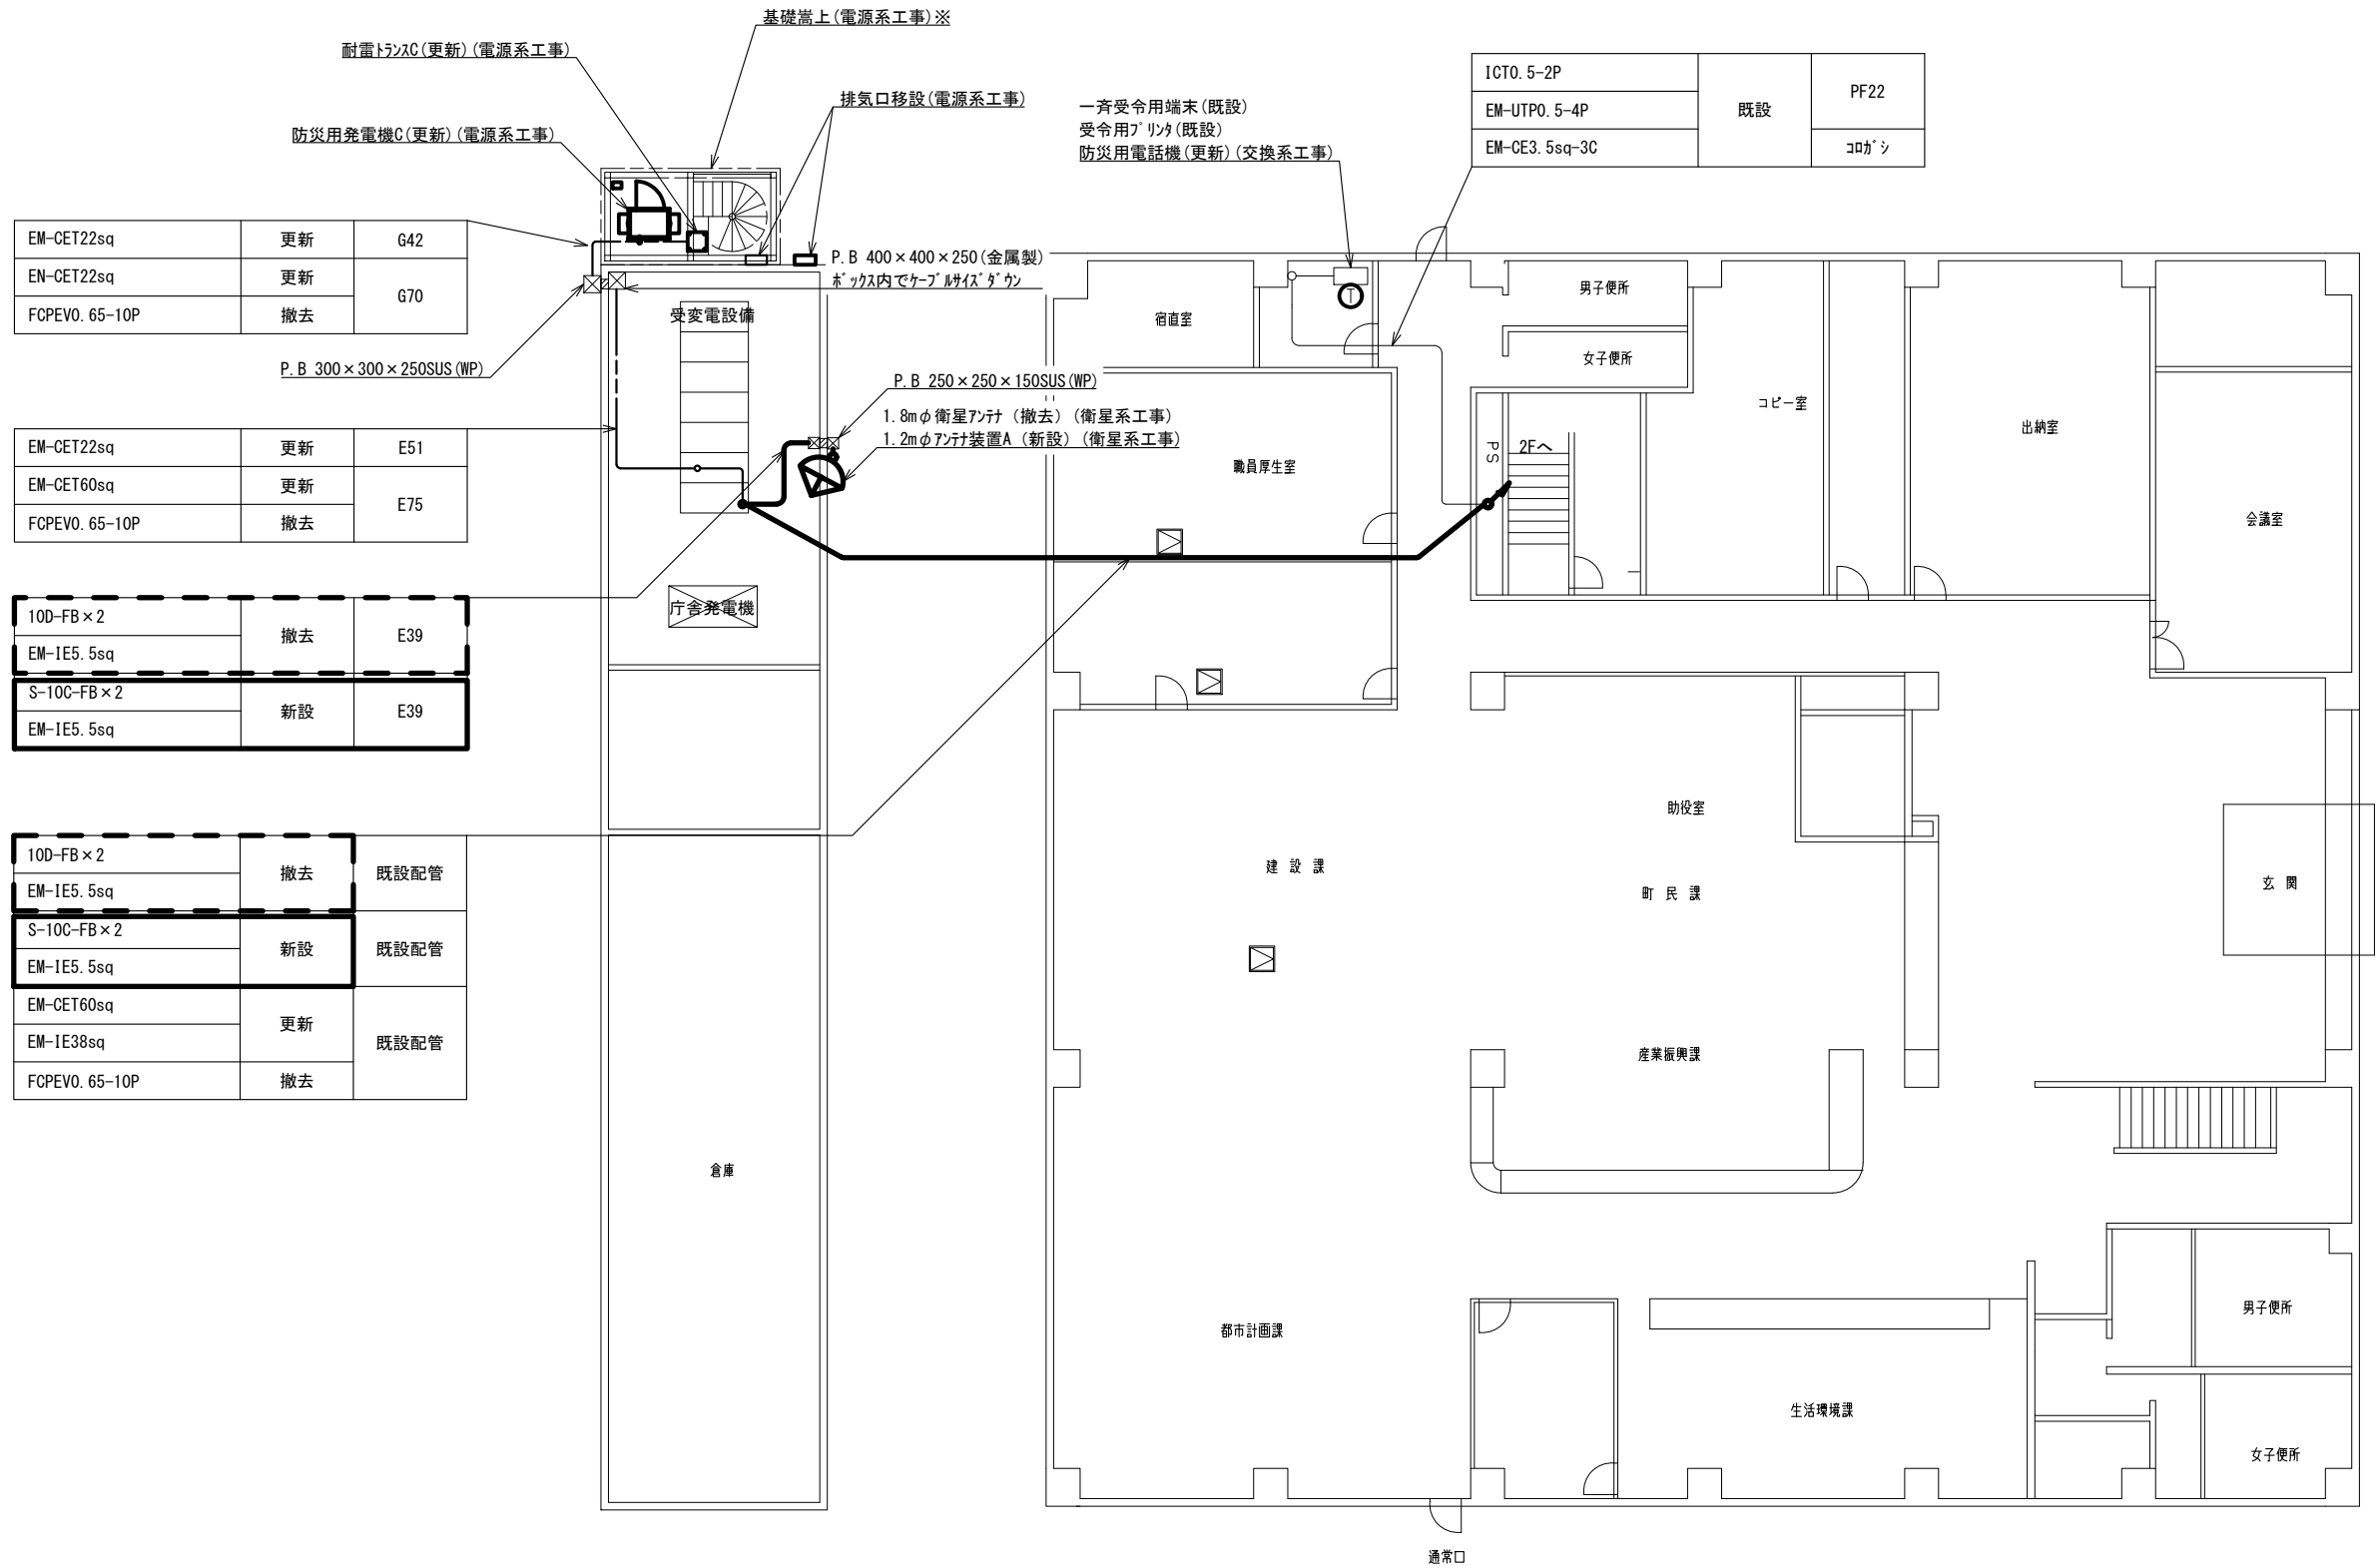 基礎嵩上(電源系工事)※
耐雷ﾄﾗﾝｽC(更新)(電源系工事)
排気口移設(電源系工事)
防災用発電機C(更新)(電源系工事)
一斉受令用端末(既設)
受令用ﾌﾟﾘﾝﾀ(既設)
防災用電話機(更新)(交換系工事)
ICT0.5-2P
EM-UTP0.5-4P
EM-CE3.5sq-3C
既設
PF22
ｺﾛｶﾞｼ
EM-CET22sq 更新 G42
EN-CET22sq 更新
G70
FCPEV0.65-10P 撤去
P.B 300×300×250SUS(WP)
P.B 400×400×250(金属製)
ﾎﾞｯｸｽ内でｹｰﾌﾞﾙｻｲｽﾞﾀﾞｳﾝ
受変電設備
P.B 250×250×150SUS(WP)
1.8mφ衛星ｱﾝﾃﾅ（撤去）(衛星系工事)
1.2mφｱﾝﾃﾅ装置A（新設）(衛星系工事)
EM-CET22sq 更新 E51
EM-CET60sq 更新
E75
FCPEV0.65-10P 撤去
10D-FB×2
撤去 E39
EM-IE5.5sq
S-10C-FB×2
新設 E39
EM-IE5.5sq
10D-FB×2
撤去 既設配管
EM-IE5.5sq
S-10C-FB×2
新設 既設配管
EM-IE5.5sq
EM-CET60sq
更新
EM-IE38sq
既設配管
FCPEV0.65-10P 撤去
庁舎発電機
倉庫
宿直室
T
男子便所
女子便所
コピー室
出納室
会議室
職員厚生室
PS
2Fへ
助役室
建設課
町民課
玄関
産業振興課
都市計画課
生活環境課
男子便所
女子便所
通常口